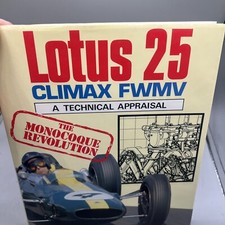 Lotus 25
CLIMAX FWMV
A TECHNICAL APPRAISAL
THE
MONOCOQUE
REVOLUTION